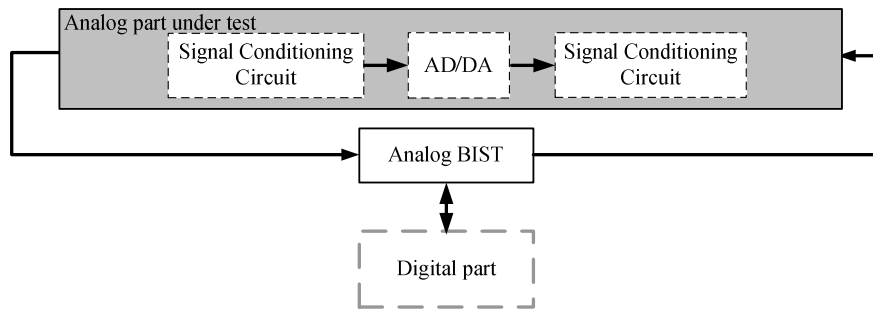 Analog part under test
Signal Conditioning
Circuit
AD/DA
Signal Conditioning
Circuit
Analog BIST
Digital part